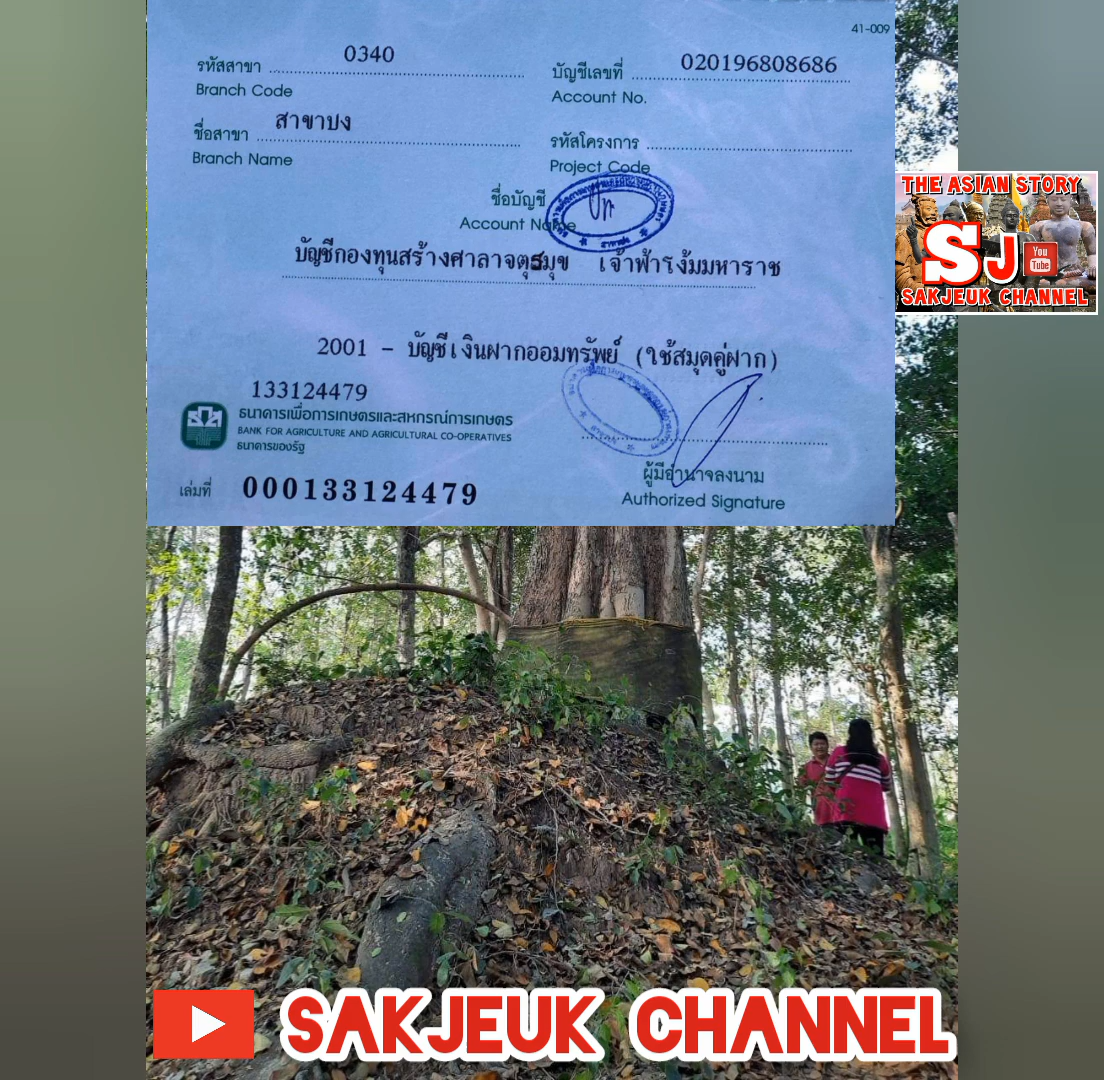 41-009
รหัสสาขา 0340
Branch Code
บัญชีเลขที่ 020196808686
Account No.
ชื่อสาขา สาขาปง
Branch Name
รหัสโครงการ
Project Code
ชื่อบัญชี
Account Name
บัญชีกองทุนสร้างศาลาจตุรมุข เจ้าฟ้าโง้มมหาราช
2001 - บัญชีเงินฝากออมทรัพย์ (ใช้สมุดคู่ฝาก)
133124479
ธนาคารเพื่อการเกษตรและสหกรณ์การเกษตร
BANK FOR AGRICULTURE AND AGRICULTURAL CO-OPERATIVES
ธนาคารของรัฐ
เล่มที่ 000133124479
ผู้มีอำนาจลงนาม
Authorized Signature
THE ASIAN STORY
SJ
You
Tube
SAKJEUK CHANNEL
SAKJEUK CHANNEL